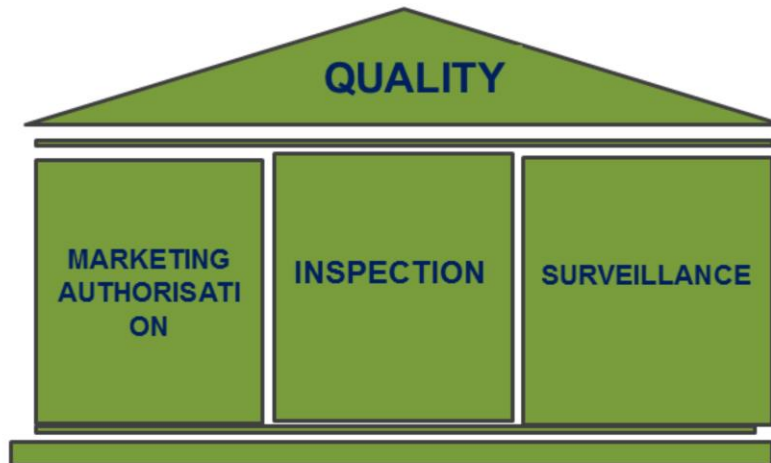 QUALITY
MARKETING
AUTHORISATI
ON
INSPECTION
SURVEILLANCE